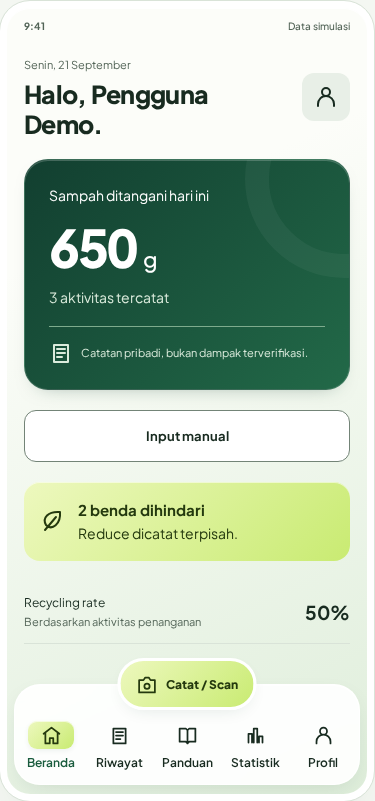 9:41 Data simulasi
Senin, 21 September
Halo, Pengguna
Demo.
Sampah ditangani hari ini
650 g
3 aktivitas tercatat
Catatan pribadi, bukan dampak terverifikasi.
Input manual
2 benda dihindari
Reduce dicatat terpisah.
Recycling rate
Berdasarkan aktivitas penanganan
50%
Catat / Scan
Beranda Riwayat Panduan Statistik Profil